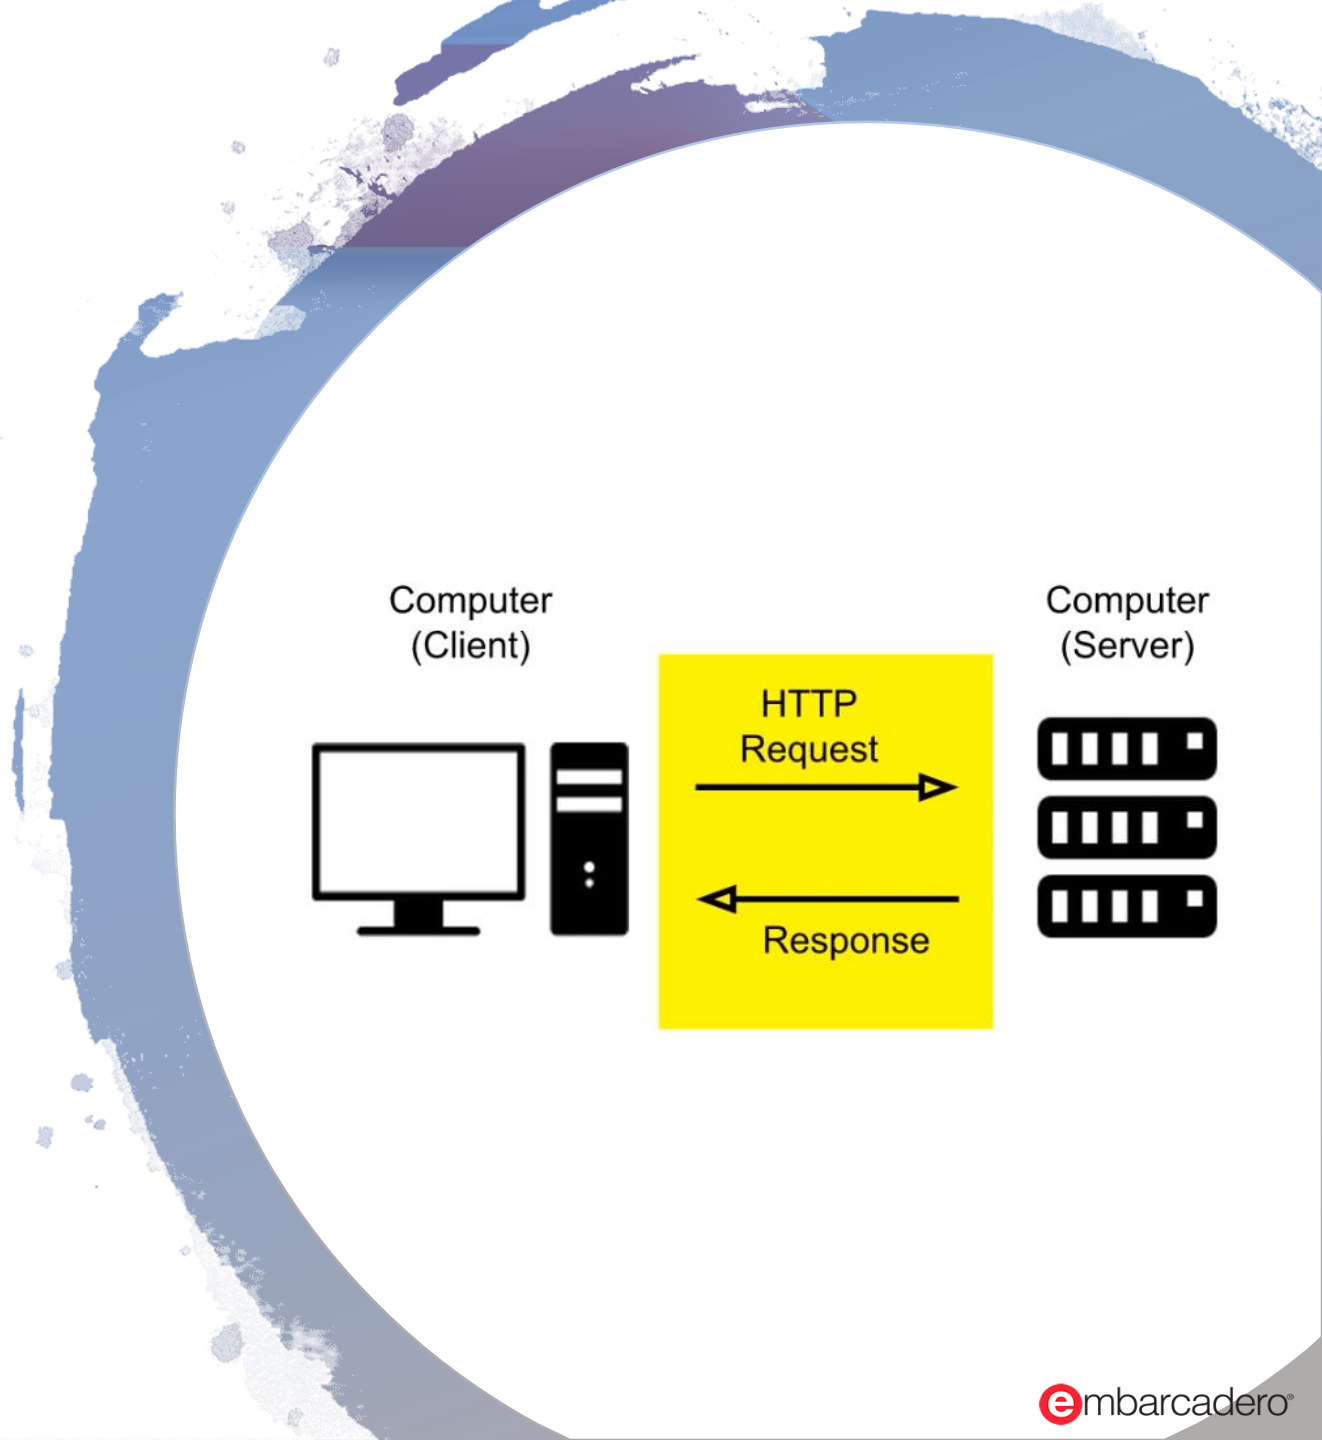 Computer
(Client)
Computer
(Server)
HTTP
Request
Response
embarcadero®